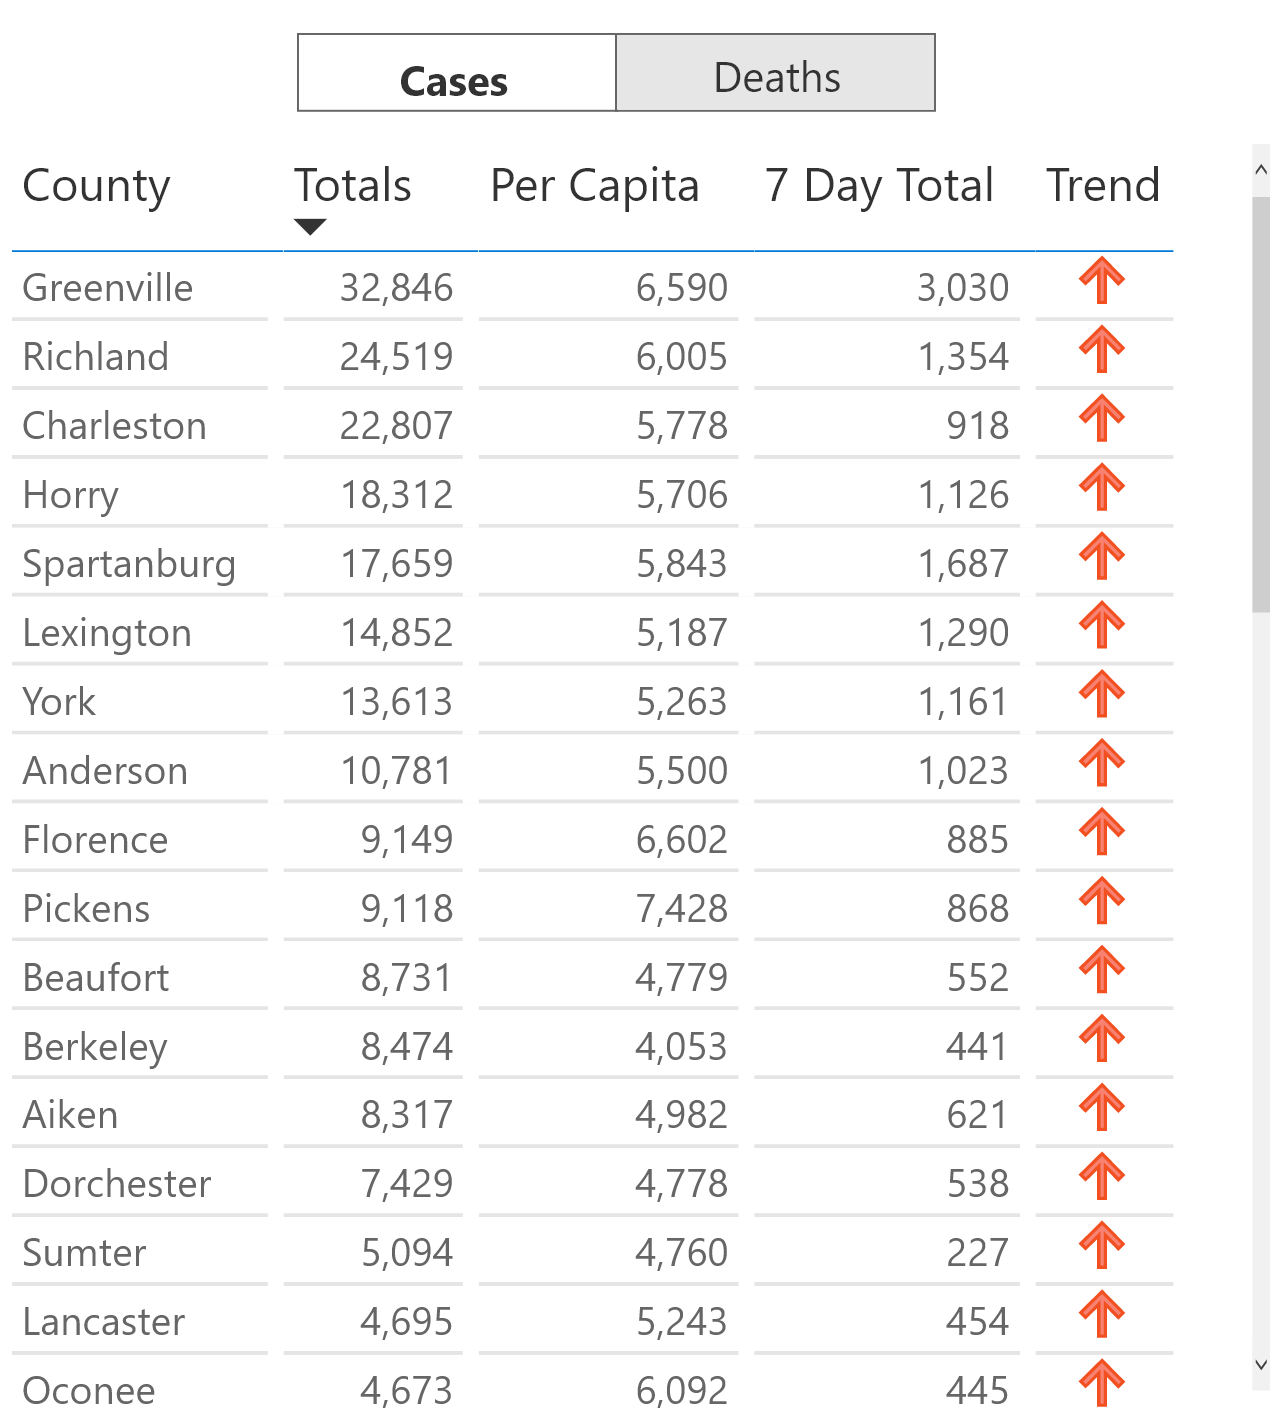 Cases Deaths
County Totals Per Capita 7 Day Total Trend
Greenville 32,846 6,590 3,030
Richland 24,519 6,005 1,354
Charleston 22,807 5,778 918
Horry 18,312 5,706 1,126
Spartanburg 17,659 5,843 1,687
Lexington 14,852 5,187 1,290
York 13,613 5,263 1,161
Anderson 10,781 5,500 1,023
Florence 9,149 6,602 885
Pickens 9,118 7,428 868
Beaufort 8,731 4,779 552
Berkeley 8,474 4,053 441
Aiken 8,317 4,982 621
Dorchester 7,429 4,778 538
Sumter 5,094 4,760 227
Lancaster 4,695 5,243 454
Oconee 4,673 6,092 445